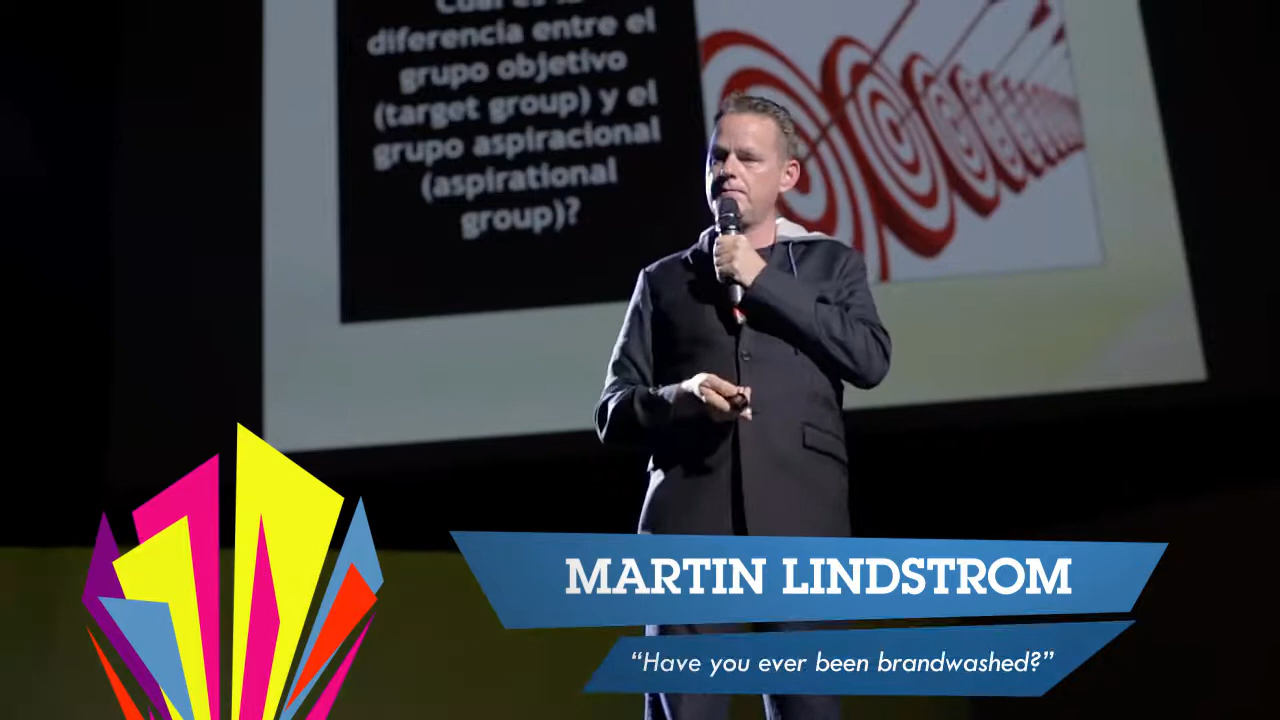 diferencia entre el
grupo objetivo
(target group) y el
grupo aspiracional
(aspirational
group)?
MARTIN LINDSTROM
“Have you ever been brandwashed?”